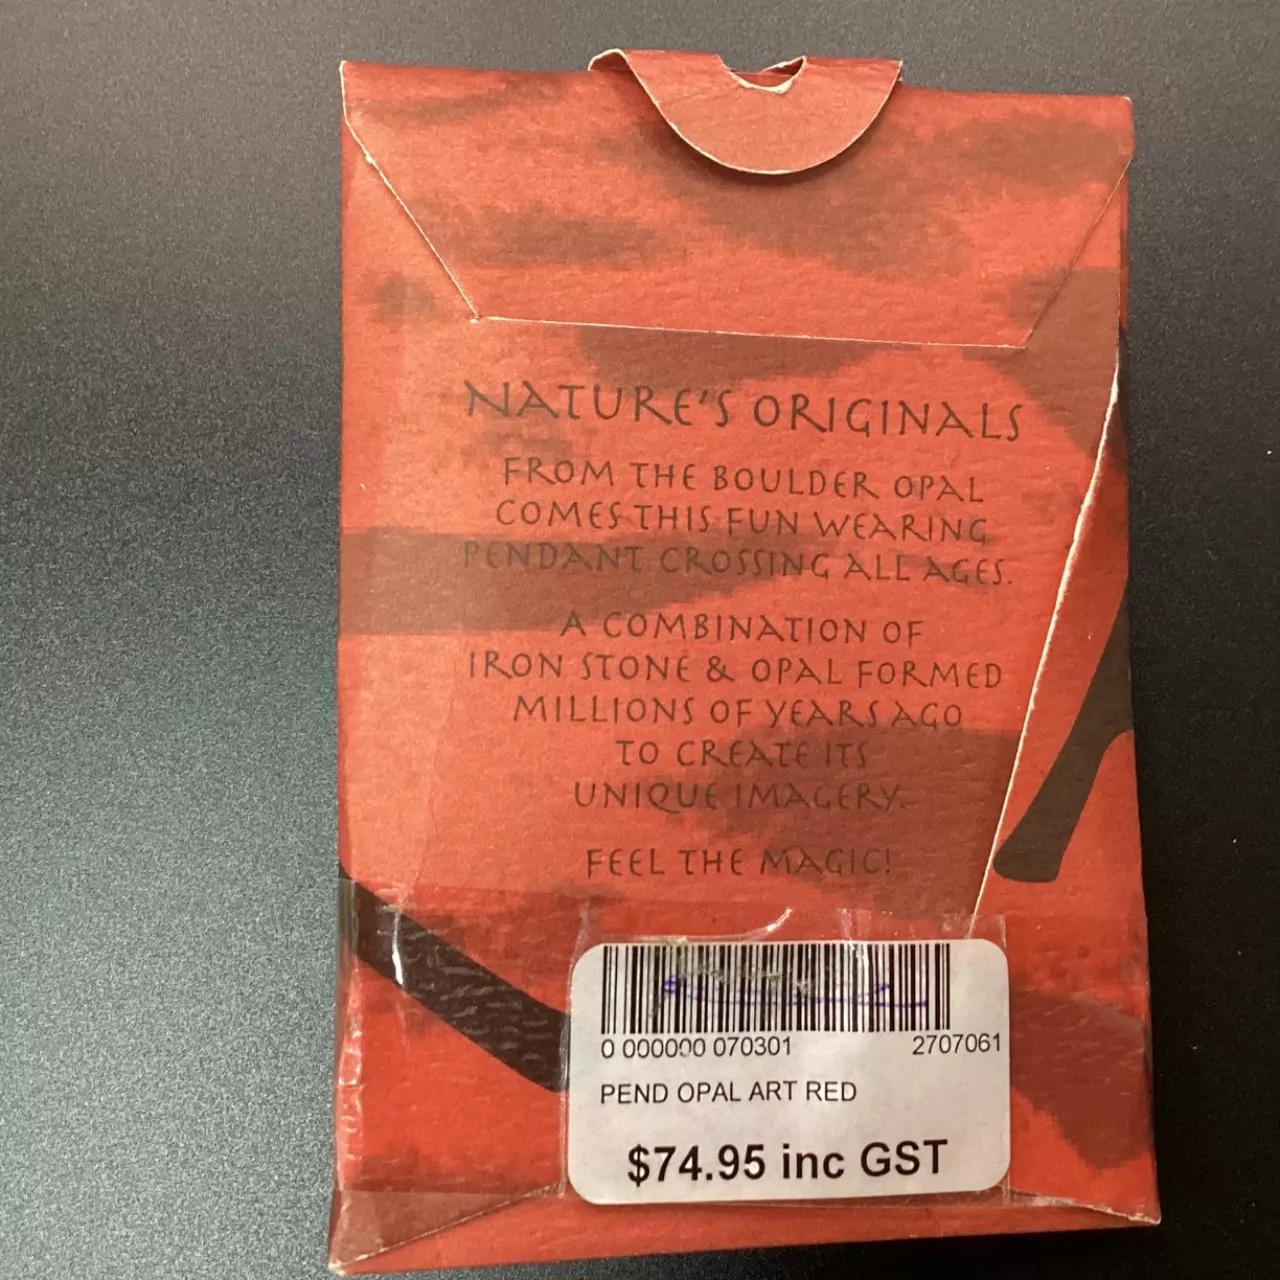 NATURE'S ORIGINALS
FROM THE BOULDER OPAL
COMES THIS FUN WEARING
PENDANT CROSSING ALL AGES.
A COMBINATION OF
IRON STONE & OPAL FORMED
MILLIONS OF YEARS AGO
TO CREATE ITS
UNIQUE IMAGERY.
FEEL THE MAGIC!
0 000000 070301 2707061
PEND OPAL ART RED
$74.95 inc GST